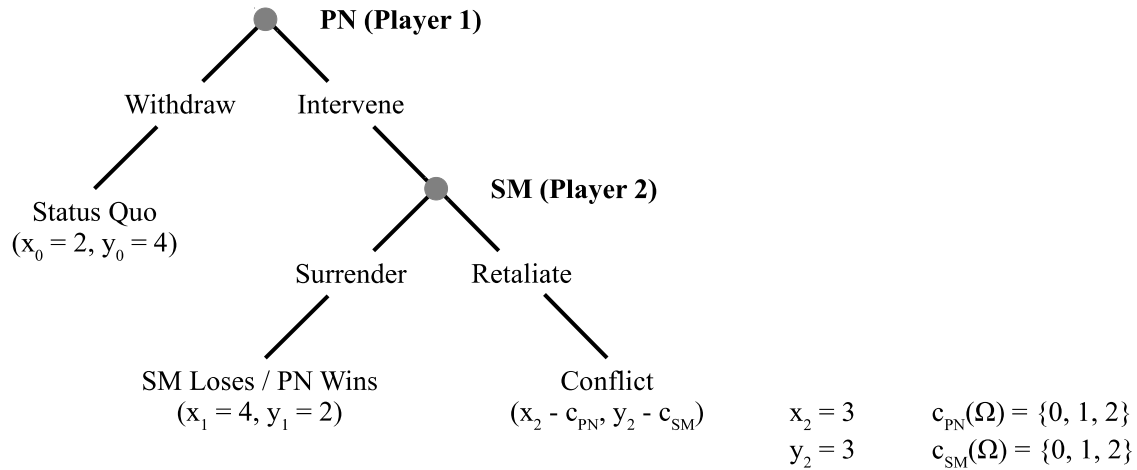 PN (Player 1)
Withdraw
Intervene
SM (Player 2)
Status Quo
(x₀ = 2, y₀ = 4)
Surrender
Retaliate
SM Loses / PN Wins
(x₁ = 4, y₁ = 2)
Conflict
(x₂ - c_PN, y₂ - c_SM)
x₂ = 3
c_PN(Ω) = {0, 1, 2}
y₂ = 3
c_SM(Ω) = {0, 1, 2}